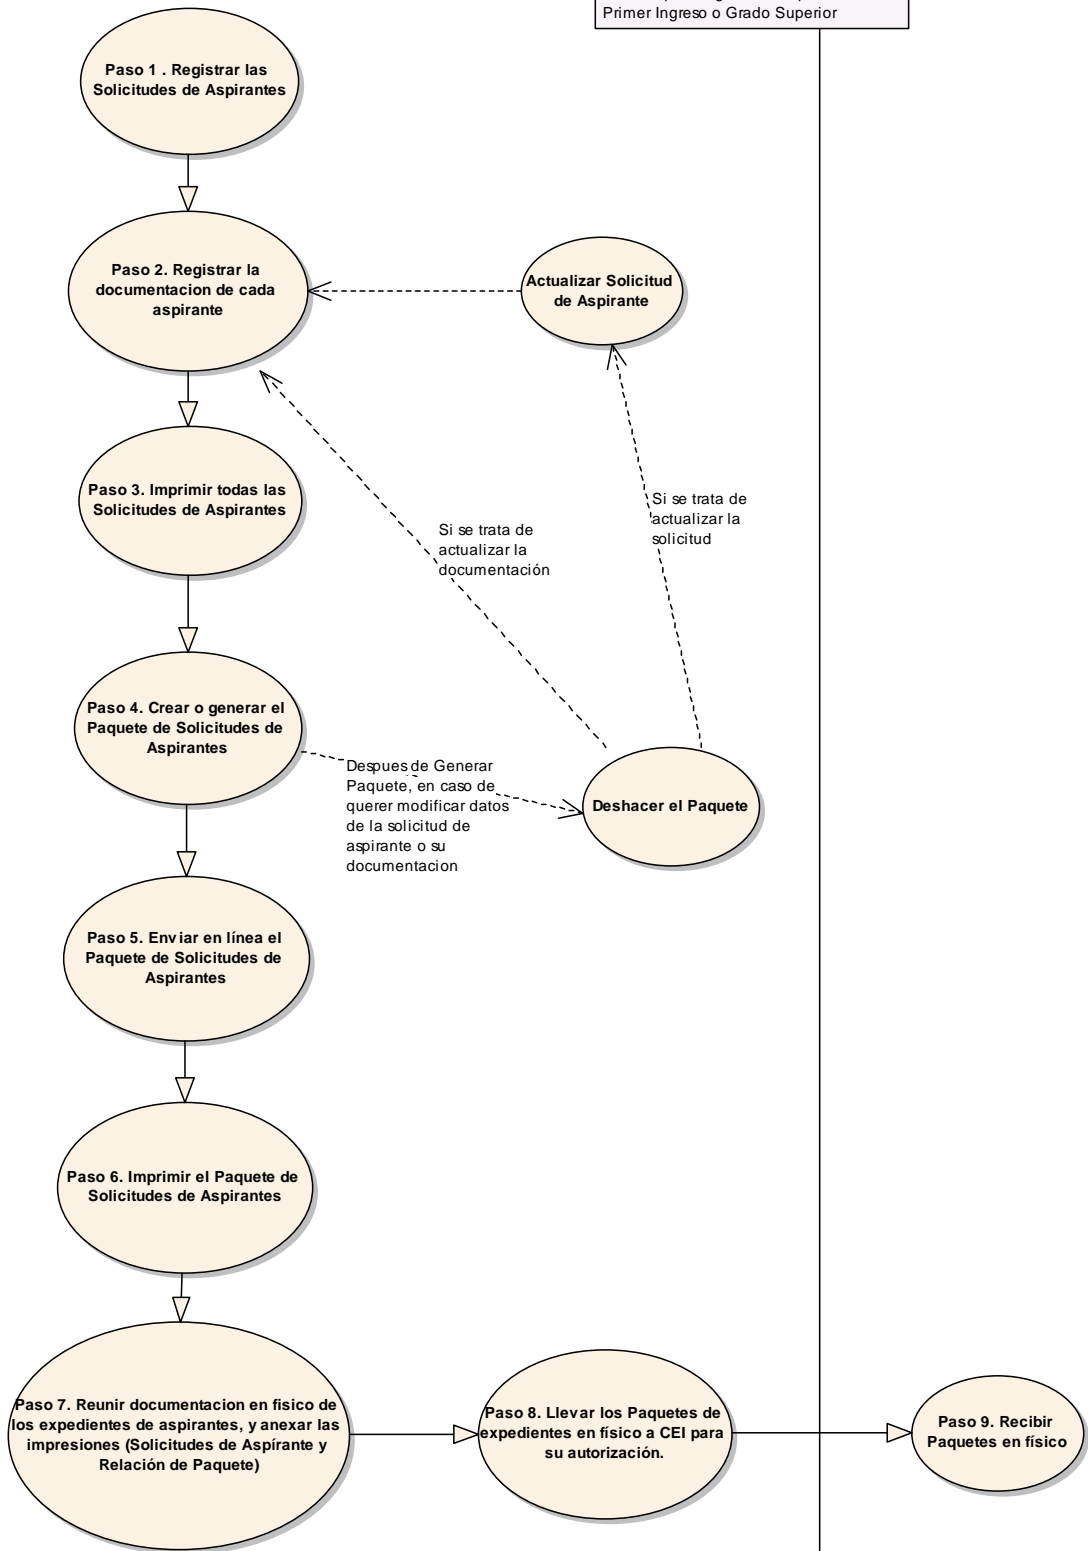 Primer Ingreso o Grado Superior
Paso 1 . Registrar las
Solicitudes de Aspirantes
Paso 2. Registrar la
documentacion de cada
aspirante
Actualizar Solicitud
de Aspirante
Paso 3. Imprimir todas las
Solicitudes de Aspirantes
Si se trata de
actualizar la
documentación
Si se trata de
actualizar la
solicitud
Paso 4. Crear o generar el
Paquete de Solicitudes de
Aspirantes
Despues de Generar
Paquete, en caso de
querer modificar datos
de la solicitud de
aspirante o su
documentacion
Deshacer el Paquete
Paso 5. Enviar en línea el
Paquete de Solicitudes de
Aspirantes
Paso 6. Imprimir el Paquete de
Solicitudes de Aspirantes
Paso 7. Reunir documentacion en fisico de
los expedientes de aspirantes, y anexar las
impresiones (Solicitudes de Aspírante y
Relación de Paquete)
Paso 8. Llevar los Paquetes de
expedientes en físico a CEI para
su autorización.
Paso 9. Recibir
Paquetes en físico